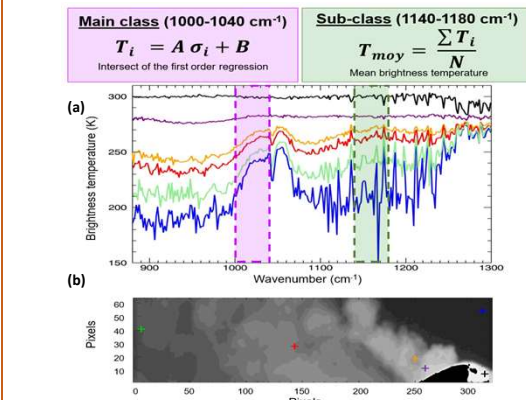 Main class (1000-1040 cm⁻¹)
Tᵢ = A σᵢ + B
Intersect of the first order regression
Sub-class (1140-1180 cm⁻¹)
Tₘₒᵧ = ∑ Tᵢ / N
Mean brightness temperature
(a)
Brightness temperature (K)
300
250
200
150
900 1000 1100 1200 1300
Wavenumber (cm⁻¹)
(b)
Pixels
60
50
40
30
20
10
0 50 100 150 200 250 300
Pixels